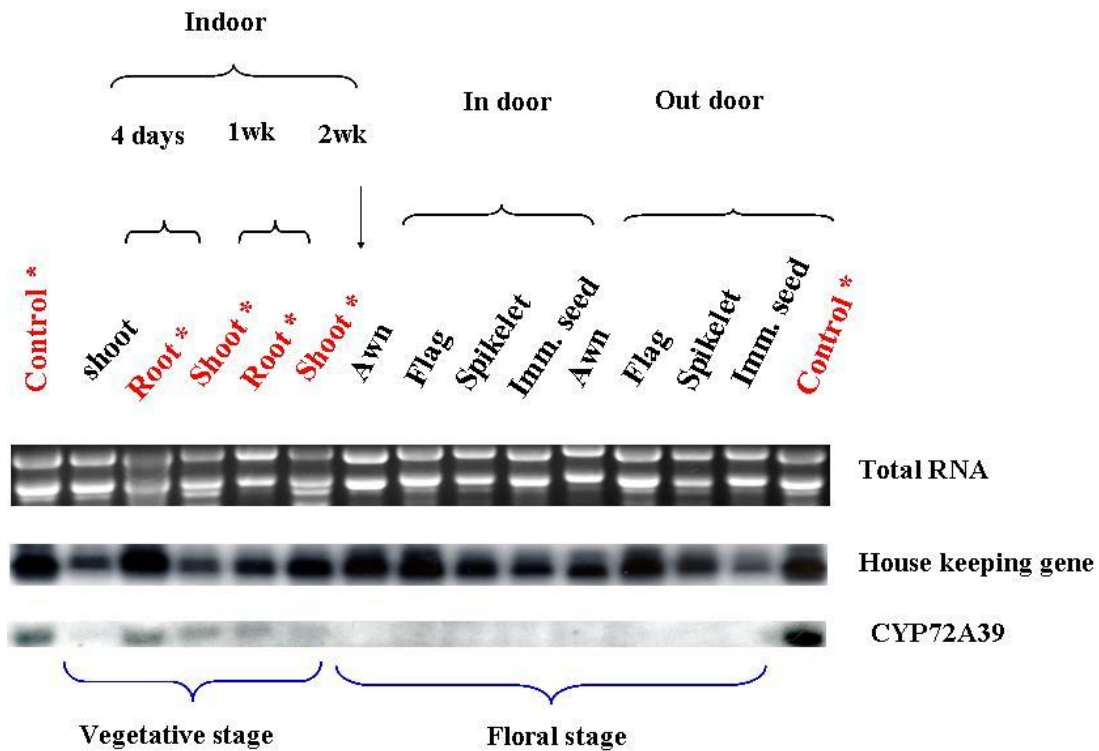 Indoor
In door
Out door
4 days
1wk
2wk
Control *
shoot
Root *
Shoot *
Root *
Shoot *
Awn
Flag
Spikelet
Imm. seed
Awn
Flag
Spikelet
Imm. seed
Control *
Total RNA
House keeping gene
CYP72A39
Vegetative stage
Floral stage